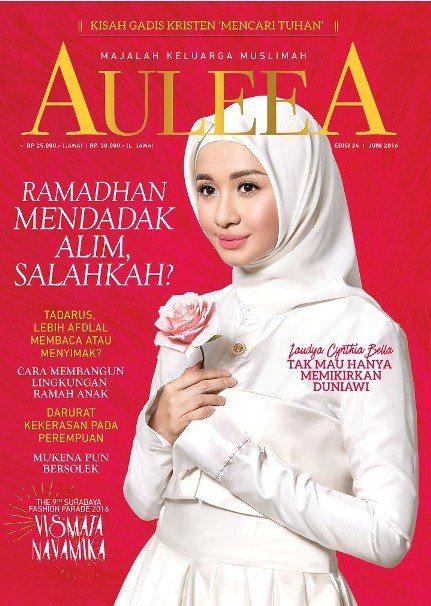 || KISAH GADIS KRISTEN 'MENCARI TUHAN' ||
MAJALAH KELUARGA MUSLIMAH
AULEEA
• RP 25.000,- (JAWA) | RP. 30.000,- (L. JAWA)
EDISI 24 | JUNI 2016
RAMADHAN
MENDADAK
ALIM,
SALAHKAH?
TADARUS,
LEBIH AFDLAL
MEMBACA ATAU
MENYIMAK?
CARA MEMBANGUN
LINGKUNGAN
RAMAH ANAK
DARURAT
KEKERASAN PADA
PEREMPUAN
MUKENA PUN
BERSOLEK
Laudya Cynthia Bella
TAK MAU HANYA
MEMIKIRKAN
DUNIAWI
THE 9TH SURABAYA
FASHION PARADE 2016
VISMATA
NAVAMIKA